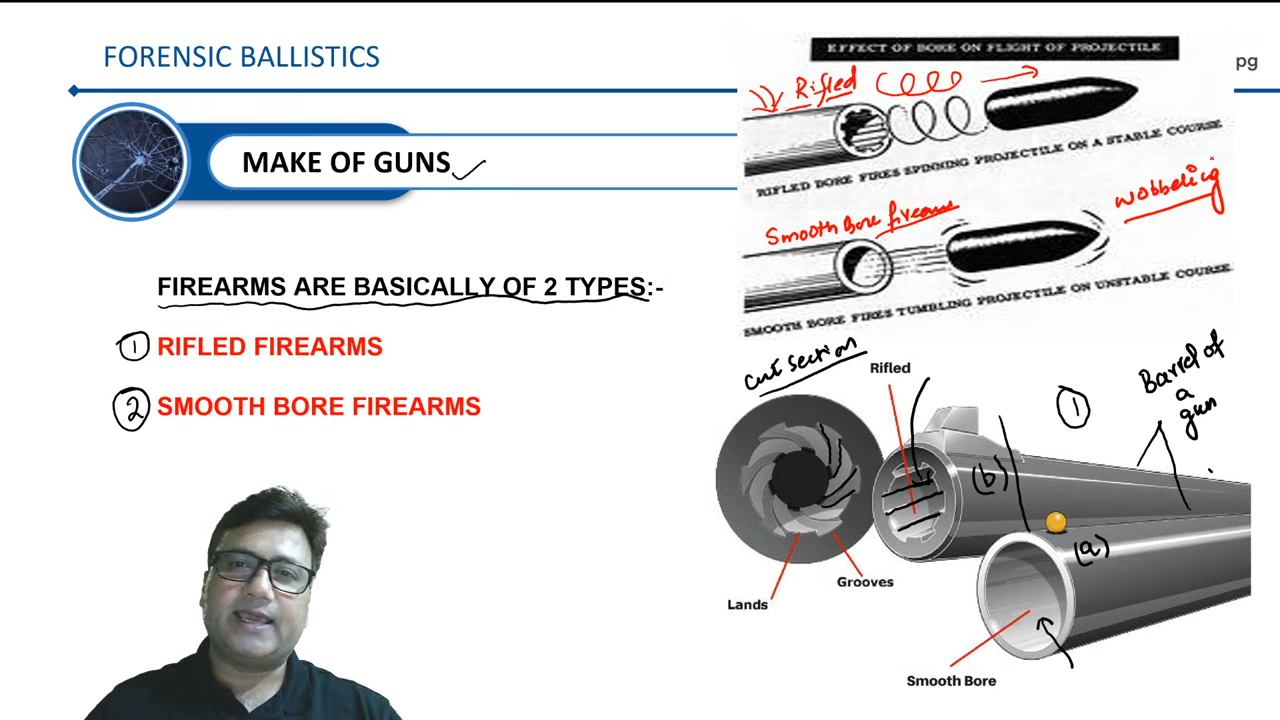 FORENSIC BALLISTICS
pg
MAKE OF GUNS
FIREARMS ARE BASICALLY OF 2 TYPES:-
1 RIFLED FIREARMS
2 SMOOTH BORE FIREARMS
EFFECT OF BORE ON FLIGHT OF PROJECTILE
Rifled
RIFLED BORE FIRES SPINNING PROJECTILE ON A STABLE COURSE
Smooth Bore firearms
wobbeling
SMOOTH BORE FIRES TUMBLING PROJECTILE ON UNSTABLE COURSE
cut section
Rifled
1
Barrel of
a
gun
(b)
(a)
Grooves
Lands
Smooth Bore